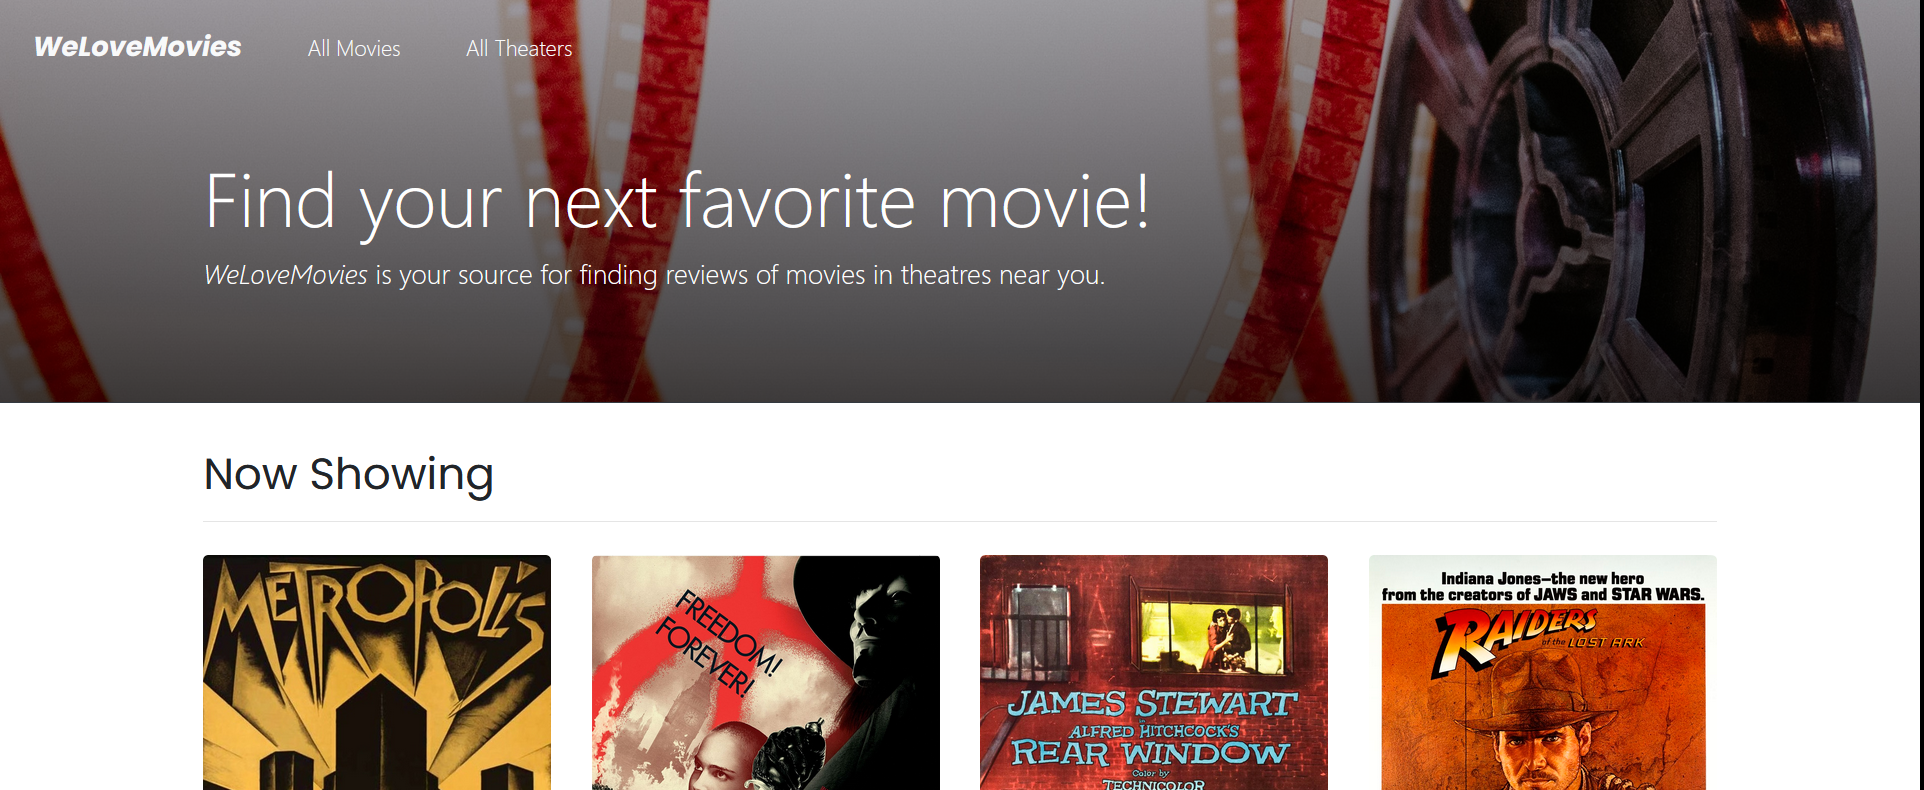 WeLoveMovies
All Movies
All Theaters
Find your next favorite movie!
WeLoveMovies is your source for finding reviews of movies in theatres near you.
Now Showing
METROPOLIS
FREEDOM!
FOREVER!
JAMES STEWART
in
ALFRED HITCHCOCK'S
REAR WINDOW
Color by
TECHNICOLOR
Indiana Jones—the new hero
from the creators of JAWS and STAR WARS.
RAIDERS
of the LOST ARK